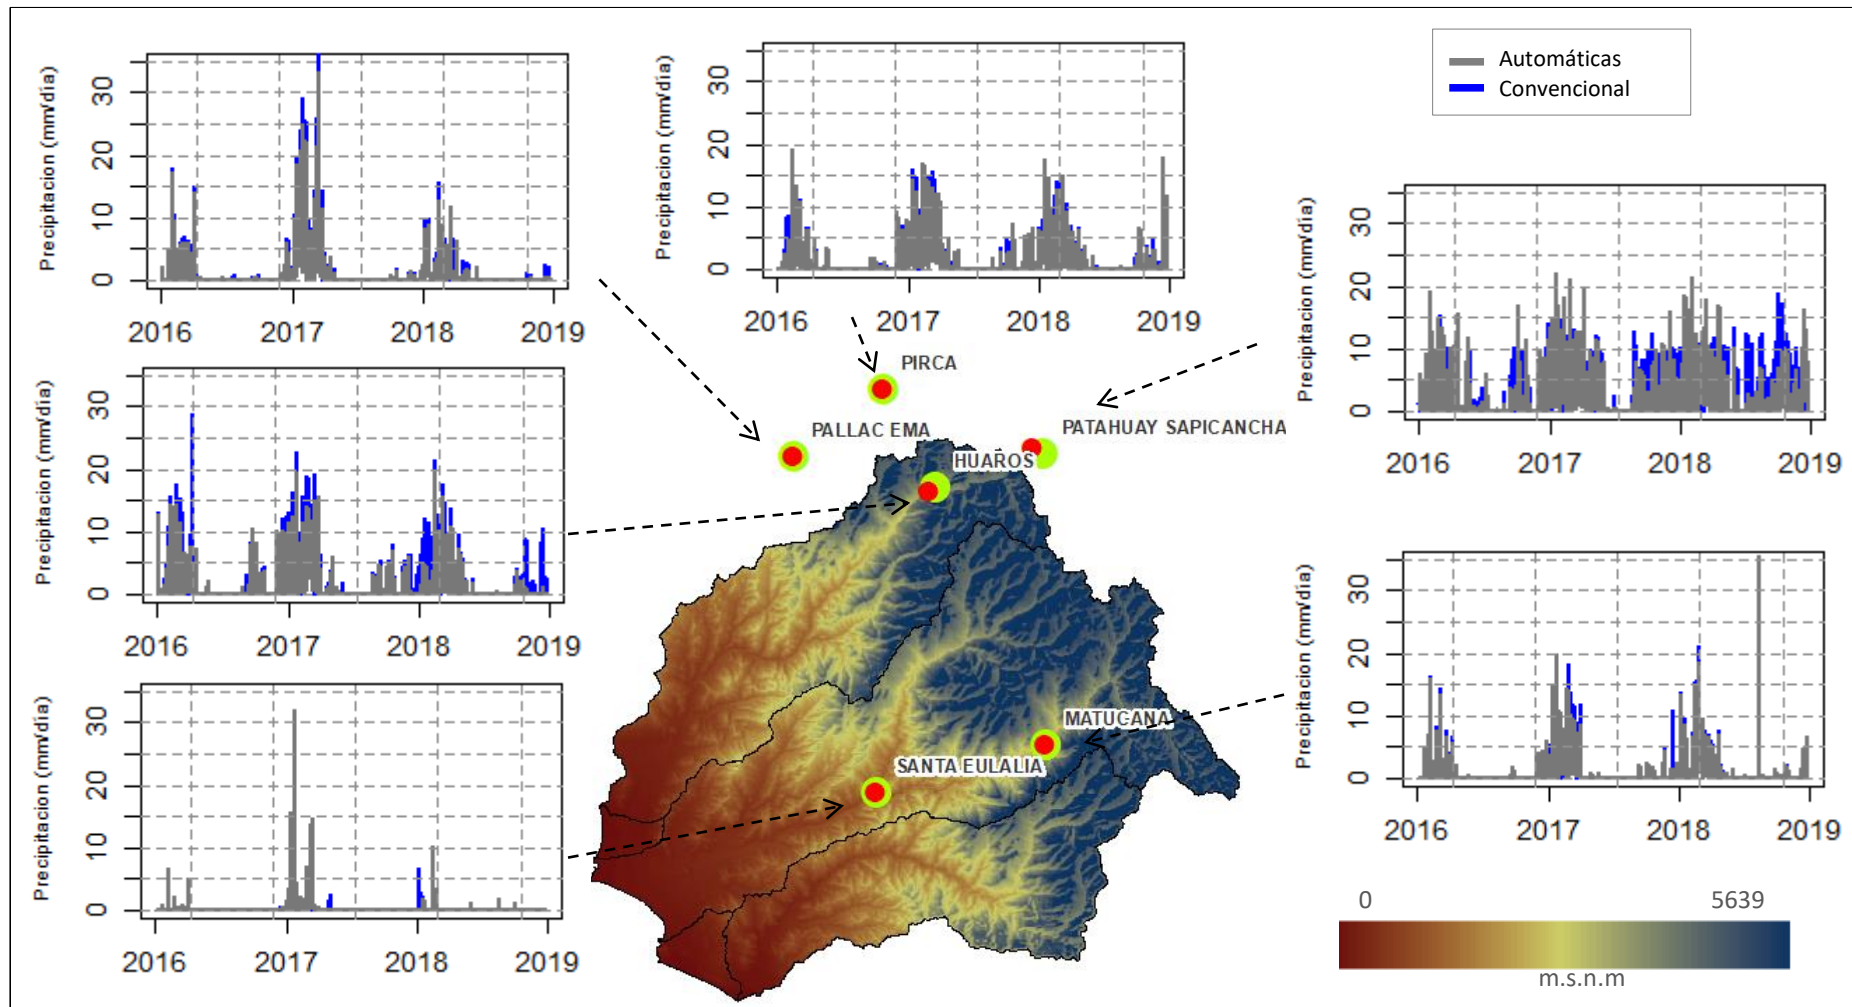 Automáticas
Convencional
Precipitacion (mm/día)
30
20
10
0
2016 2017 2018 2019
Precipitacion (mm/día)
30
20
10
0
2016 2017 2018 2019
Precipitacion (mm/día)
30
20
10
0
2016 2017 2018 2019
Precipitacion (mm/día)
30
20
10
0
2016 2017 2018 2019
Precipitacion (mm/día)
30
20
10
0
2016 2017 2018 2019
Precipitacion (mm/día)
30
20
10
0
2016 2017 2018 2019
PIRCA
PALLAC EMA
PATAHUAY SAPICANCHA
HUAROS
MATUCANA
SANTA EULALIA
0 5639
m.s.n.m